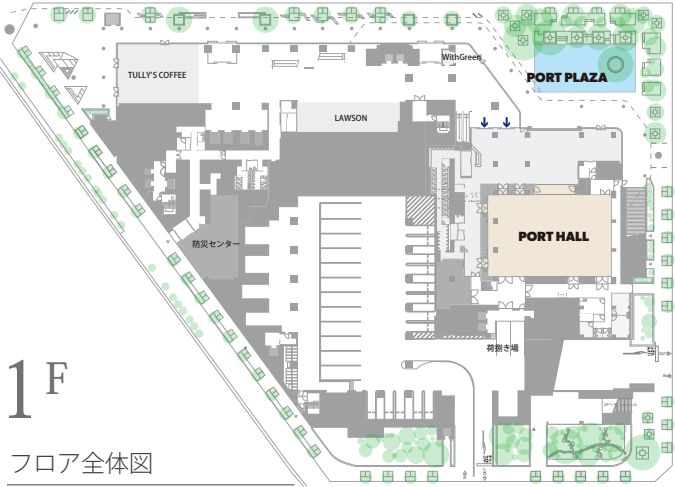 WithGreen
PORT PLAZA
TULLY'S COFFEE
LAWSON
PORT HALL
防災センター
荷捌き場
1F
フロア全体図